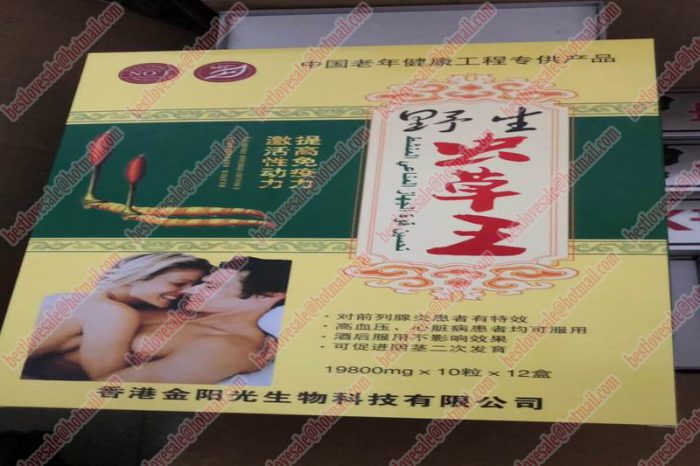 NO.1
中国老年健康工程专供产品
野生
虫草王
提高免疫力
激活性动力
· 对前列腺炎患者有特效
· 高血压、心脏病患者均可服用
· 酒后服用不影响效果
· 可促进阴茎二次发育
19800mg × 10粒 × 12盒
香港金阳光生物科技有限公司
bestlovesale@hotmail.com